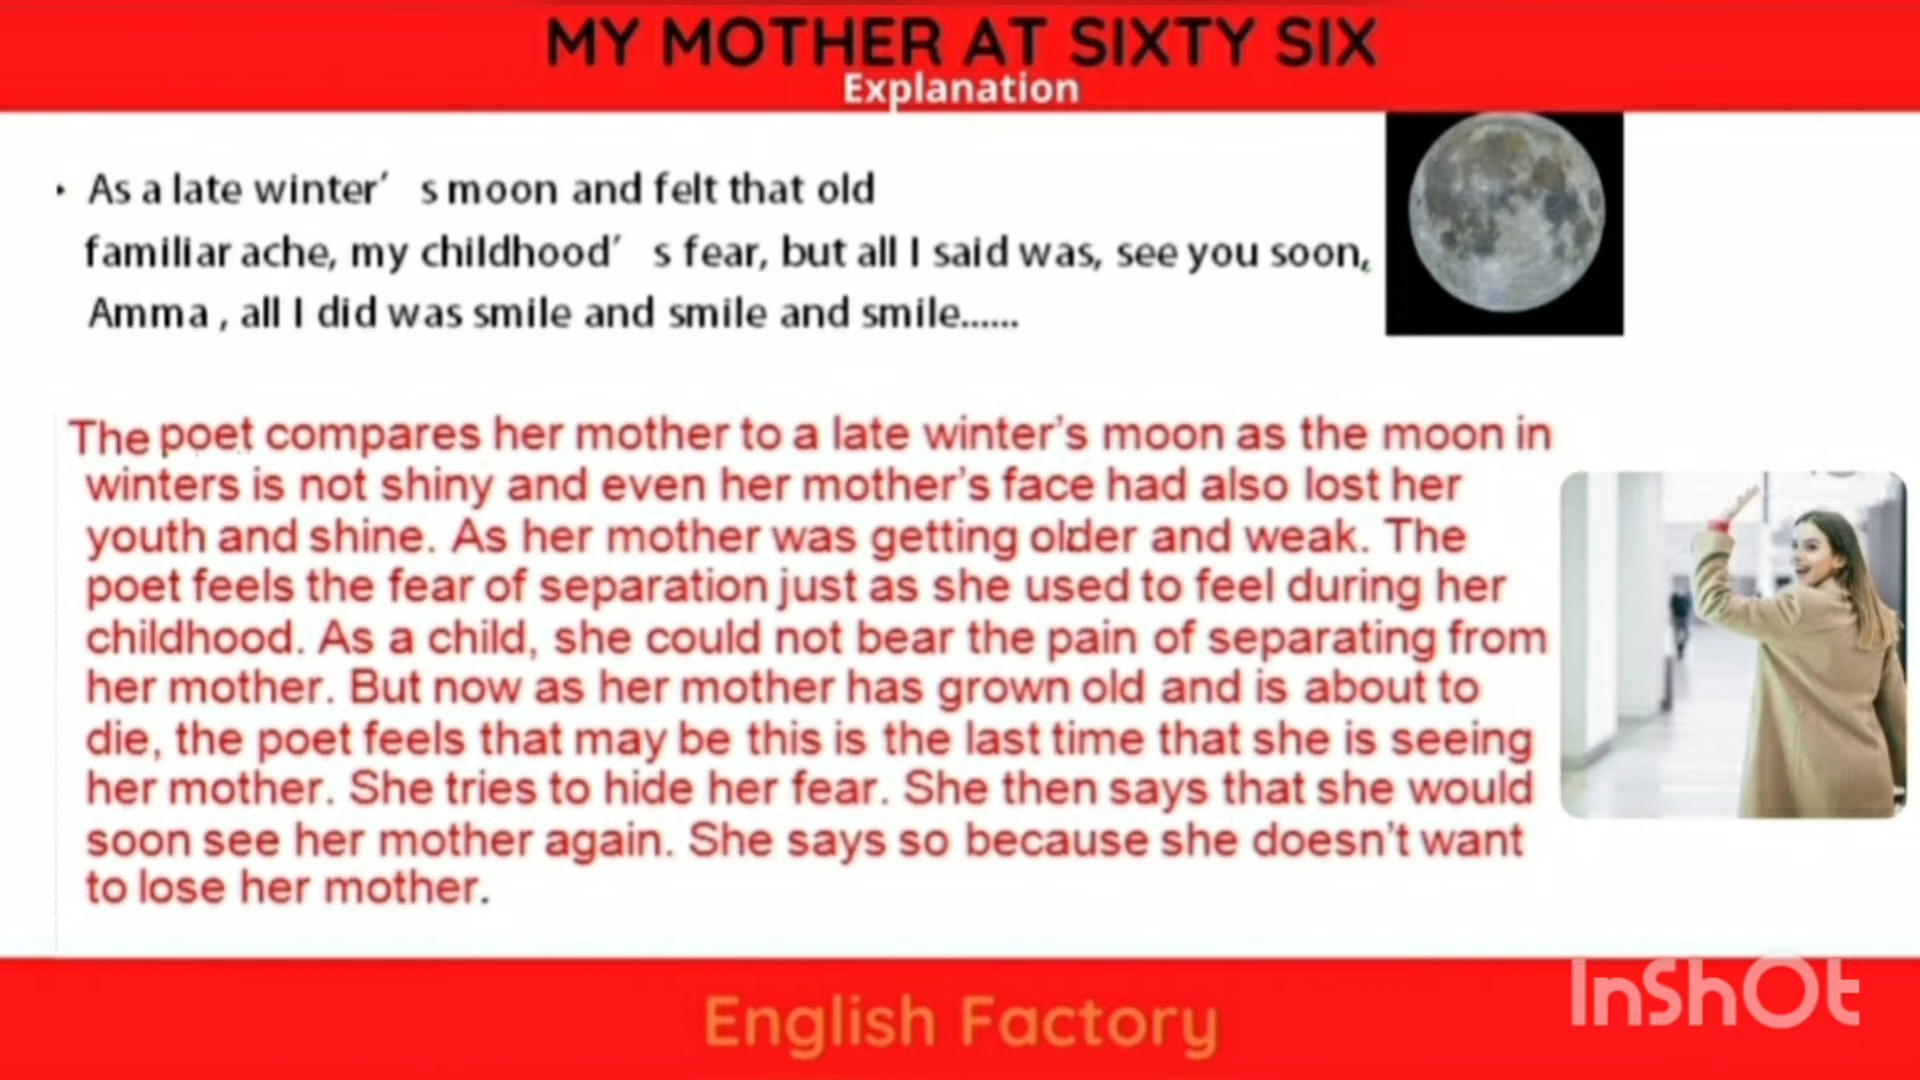 MY MOTHER AT SIXTY SIX
Explanation
• As a late winter′ s moon and felt that old
familiar ache, my childhood′ s fear, but all I said was, see you soon,
Amma , all I did was smile and smile and smile......
The poet compares her mother to a late winter's moon as the moon in
winters is not shiny and even her mother's face had also lost her
youth and shine. As her mother was getting older and weak. The
poet feels the fear of separation just as she used to feel during her
childhood. As a child, she could not bear the pain of separating from
her mother. But now as her mother has grown old and is about to
die, the poet feels that may be this is the last time that she is seeing
her mother. She tries to hide her fear. She then says that she would
soon see her mother again. She says so because she doesn't want
to lose her mother.
English Factory
InShOt